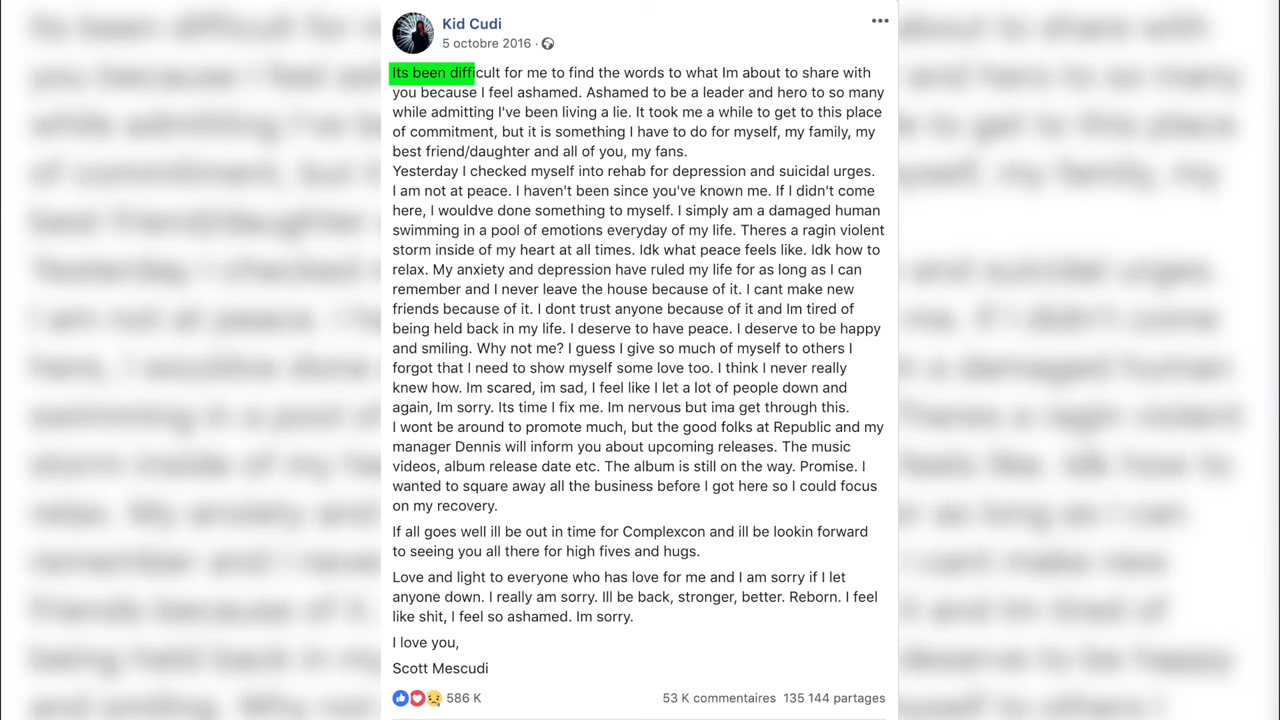 Kid Cudi
5 octobre 2016 ·
Its been difficult for me to find the words to what Im about to share with
you because I feel ashamed. Ashamed to be a leader and hero to so many
while admitting I've been living a lie. It took me a while to get to this place
of commitment, but it is something I have to do for myself, my family, my
best friend/daughter and all of you, my fans.
Yesterday I checked myself into rehab for depression and suicidal urges.
I am not at peace. I haven't been since you've known me. If I didn't come
here, I wouldve done something to myself. I simply am a damaged human
swimming in a pool of emotions everyday of my life. Theres a ragin violent
storm inside of my heart at all times. Idk what peace feels like. Idk how to
relax. My anxiety and depression have ruled my life for as long as I can
remember and I never leave the house because of it. I cant make new
friends because of it. I dont trust anyone because of it and Im tired of
being held back in my life. I deserve to have peace. I deserve to be happy
and smiling. Why not me? I guess I give so much of myself to others I
forgot that I need to show myself some love too. I think I never really
knew how. Im scared, im sad, I feel like I let a lot of people down and
again, Im sorry. Its time I fix me. Im nervous but ima get through this.
I wont be around to promote much, but the good folks at Republic and my
manager Dennis will inform you about upcoming releases. The music
videos, album release date etc. The album is still on the way. Promise. I
wanted to square away all the business before I got here so I could focus
on my recovery.
If all goes well ill be out in time for Complexcon and ill be lookin forward
to seeing you all there for high fives and hugs.
Love and light to everyone who has love for me and I am sorry if I let
anyone down. I really am sorry. Ill be back, stronger, better. Reborn. I feel
like shit, I feel so ashamed. Im sorry.
I love you,
Scott Mescudi
586 K 53 K commentaires 135 144 partages